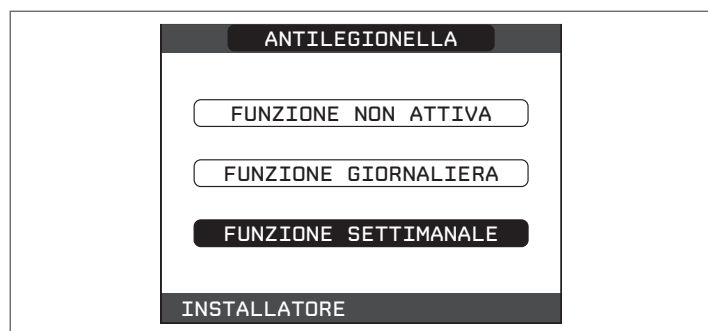 ANTILEGIONELLA
FUNZIONE NON ATTIVA
FUNZIONE GIORNALIERA
FUNZIONE SETTIMANALE
INSTALLATORE